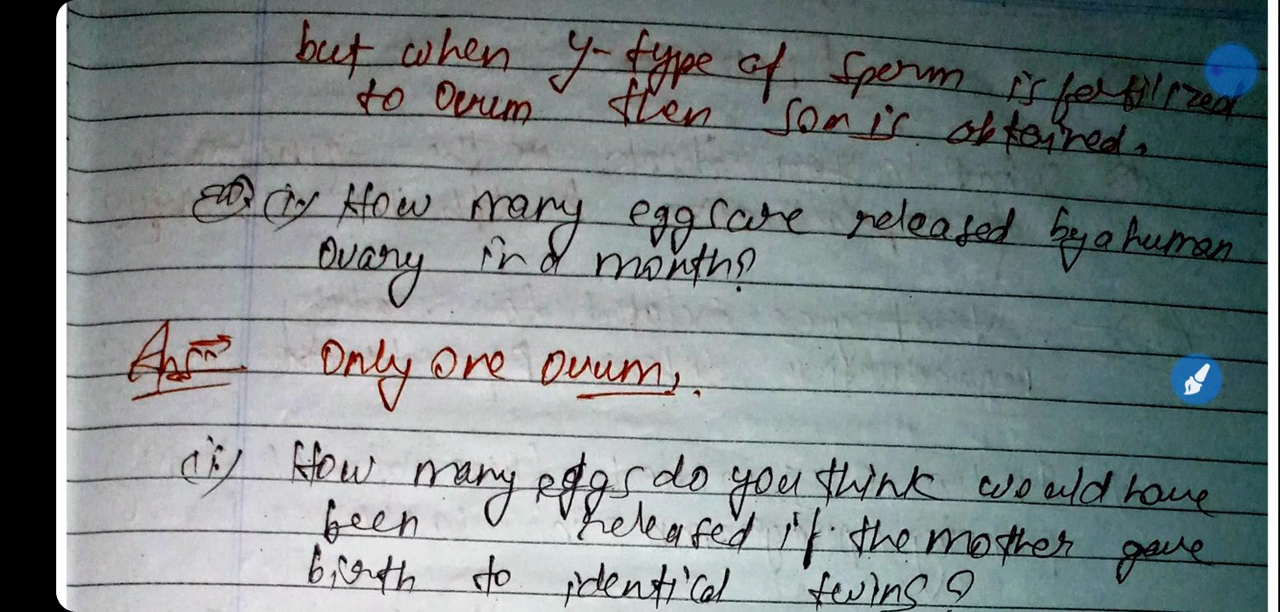 but when y-type of sperm is fertilized
to ovum then son is obtained.
(i) How many eggs are released by a human
ovary in a month?
Ans→ Only one ovum.
(ii) How many eggs do you think would have
been released if the mother gave
birth to identical twins?